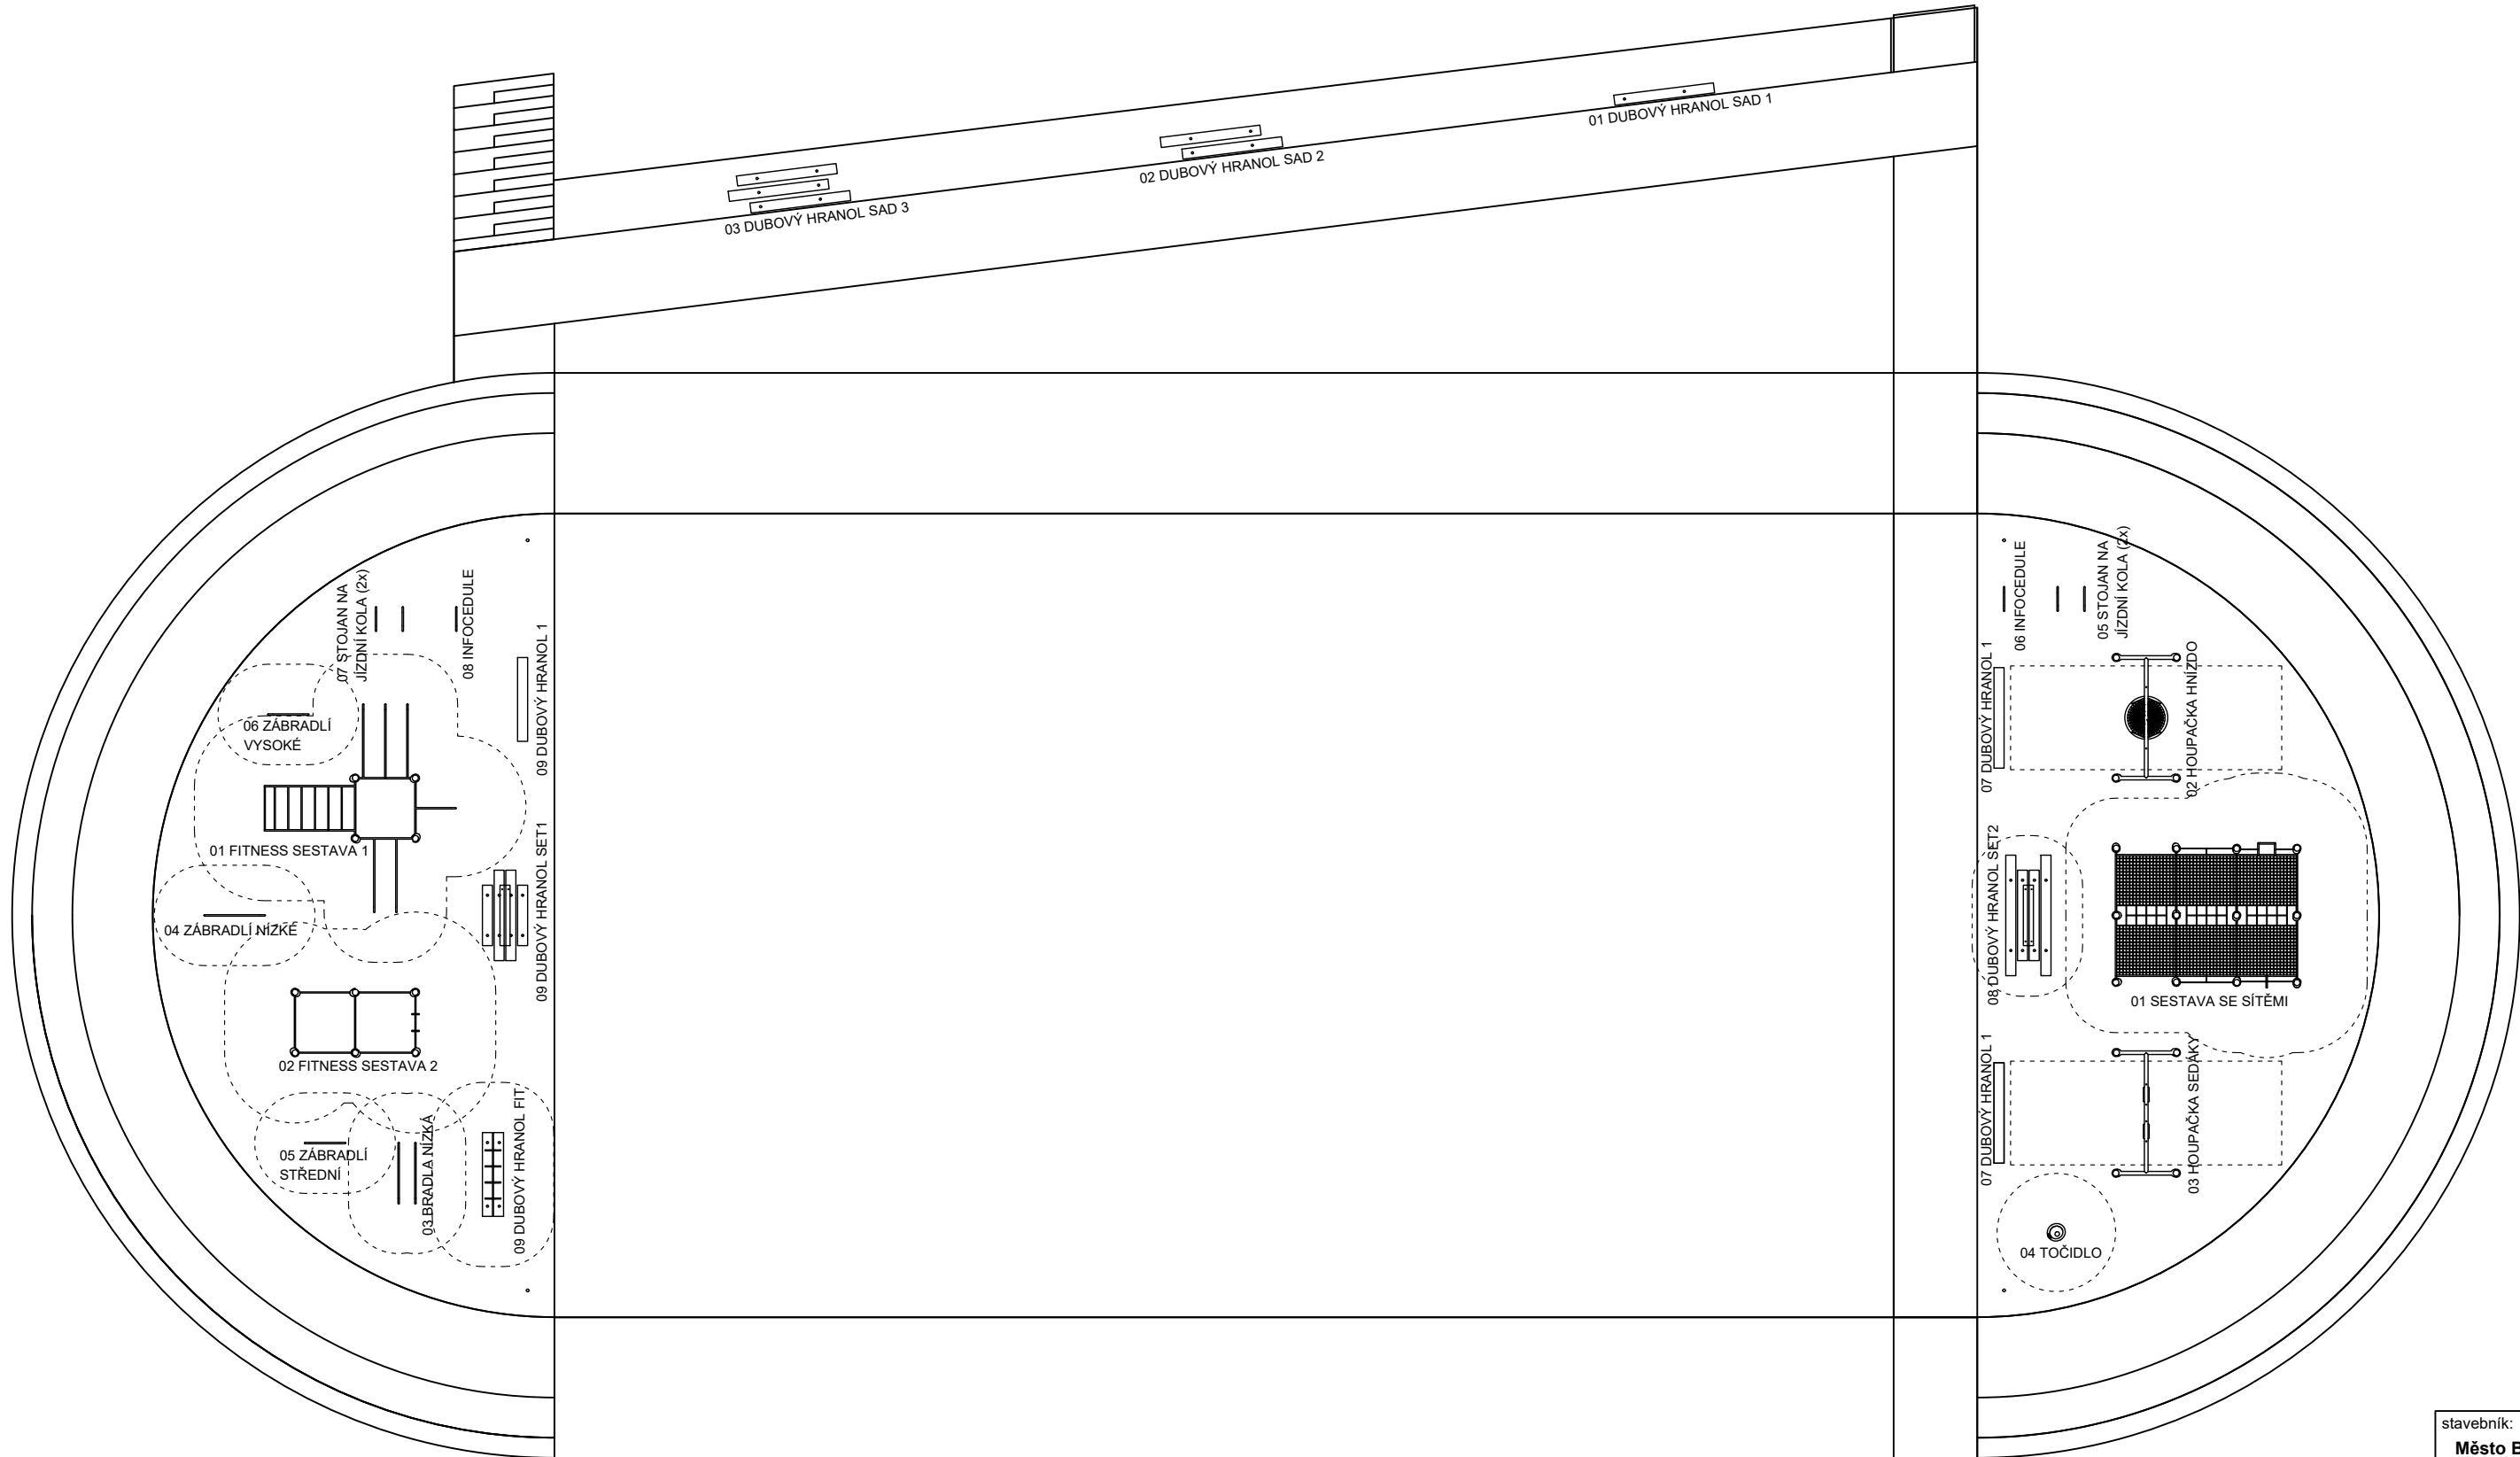 01 DUBOVÝ HRANOL SAD 1
02 DUBOVÝ HRANOL SAD 2
03 DUBOVÝ HRANOL SAD 3
07 STOJAN NA
JÍZDNÍ KOLA (2x)
08 INFOCEDULE
09 DUBOVÝ HRANOL 1
06 ZÁBRADLÍ
VYSOKÉ
01 FITNESS SESTAVA 1
09 DUBOVÝ HRANOL SET1
04 ZÁBRADLÍ NÍZKÉ
02 FITNESS SESTAVA 2
05 ZÁBRADLÍ
STŘEDNÍ
03 BRADLA NÍZKÁ
09 DUBOVÝ HRANOL FIT
06 INFOCEDULE
05 STOJAN NA
JÍZDNÍ KOLA (2x)
07 DUBOVÝ HRANOL 1
02 HOUPAČKA HNÍZDO
08 DUBOVÝ HRANOL SET2
01 SESTAVA SE SÍTĚMI
07 DUBOVÝ HRANOL 1
03 HOUPAČKA SEDÁKY
04 TOČIDLO
stavebník:
Město